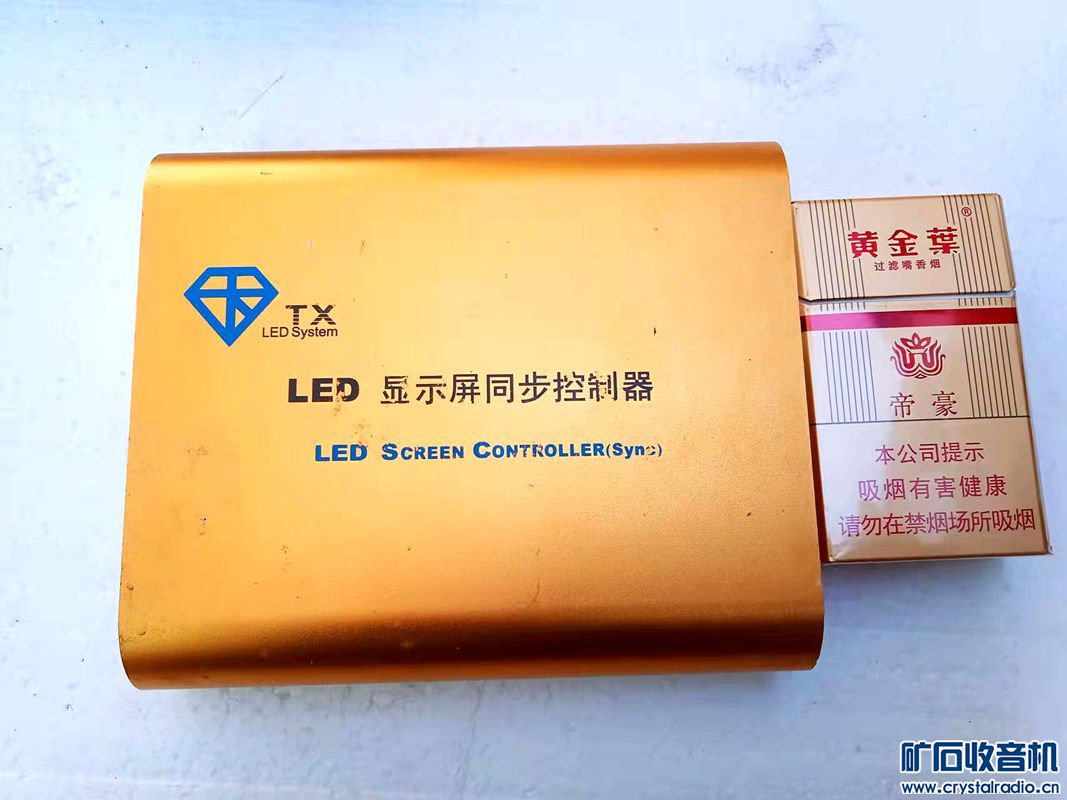 TX
LED System
LED 显示屏同步控制器
LED SCREEN CONTROLLER(Sync)
黄金葉®
过滤嘴香烟
帝豪
本公司提示
吸烟有害健康
请勿在禁烟场所吸烟
矿石收音机
www.crystalradio.cn